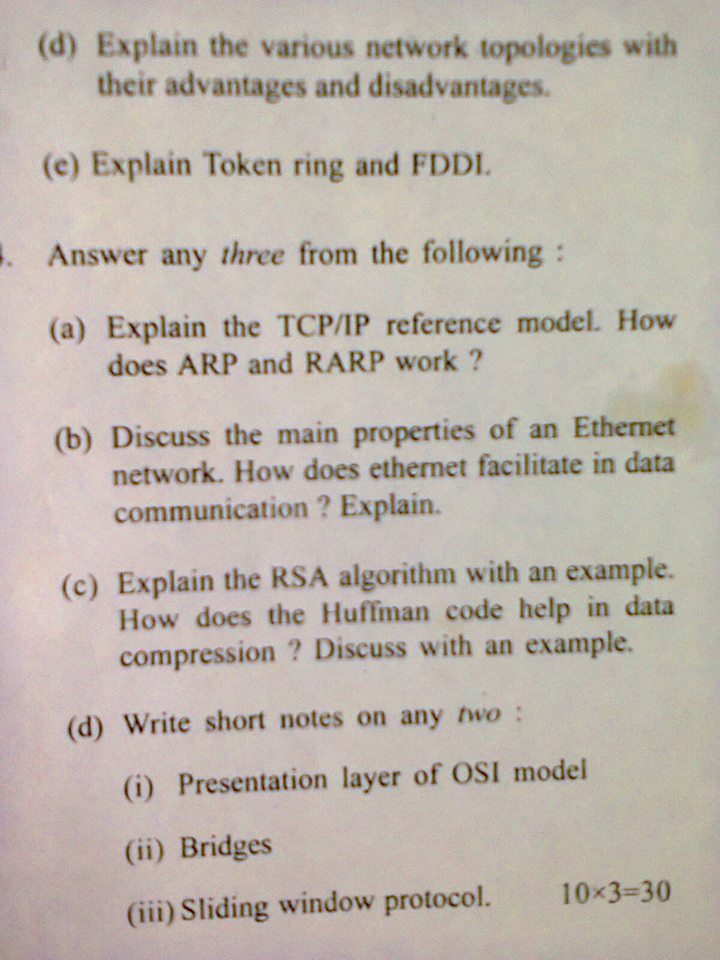 (d) Explain the various network topologies with
their advantages and disadvantages.
(e) Explain Token ring and FDDI.
Answer any three from the following :
(a) Explain the TCP/IP reference model. How
does ARP and RARP work ?
(b) Discuss the main properties of an Ethernet
network. How does ethernet facilitate in data
communication ? Explain.
(c) Explain the RSA algorithm with an example.
How does the Huffman code help in data
compression ? Discuss with an example.
(d) Write short notes on any two :
(i) Presentation layer of OSI model
(ii) Bridges
(iii) Sliding window protocol. 10×3=30